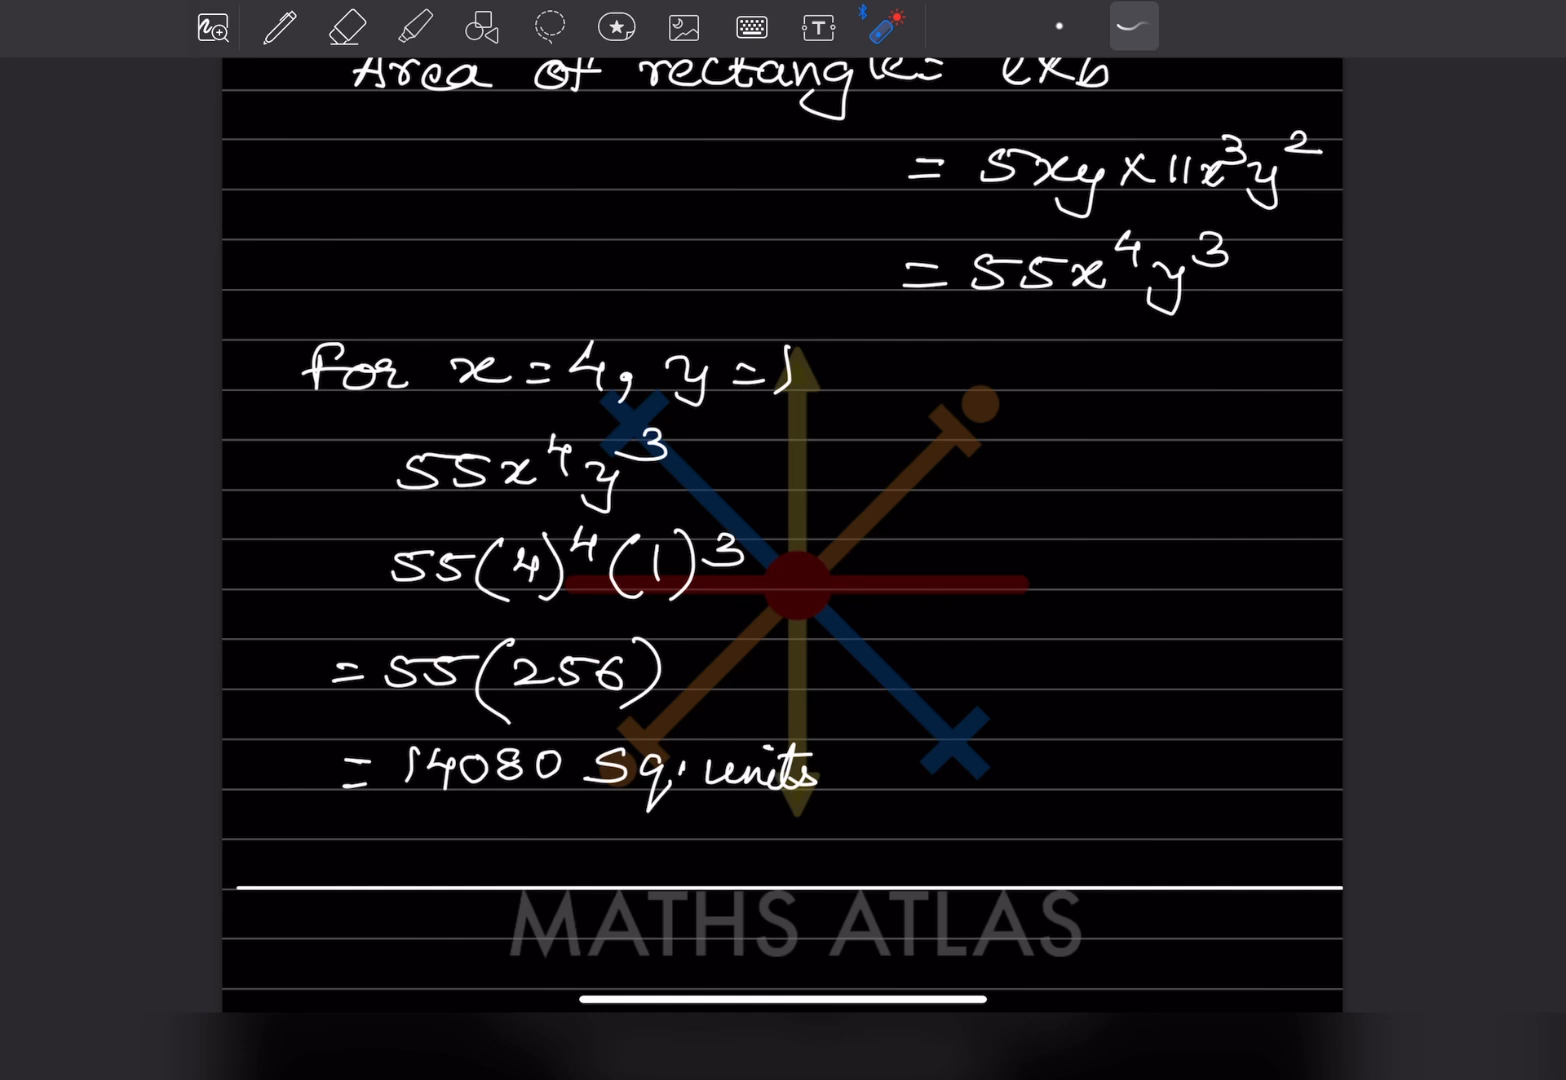 Area of rectangle = l×b
= 5xy × 11x³y²
= 55x⁴y³
for x = 4, y = 1
55x⁴y³
55(4)⁴(1)³
= 55(256)
= 14080 Sq. units
MATHS ATLAS